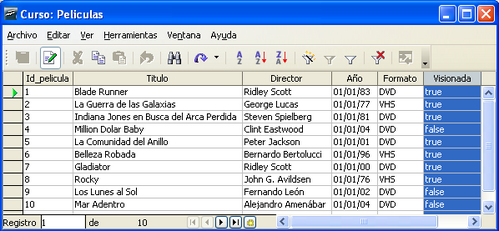 Curso: Películas
Archivo Editar Ver Herramientas Ventana Ayuda
Id_pelicula Titulo Director Año Formato Visionada
1 Blade Runner Ridley Scott 01/01/83 DVD true
2 La Guerra de las Galaxias George Lucas 01/01/77 VHS true
3 Indiana Jones en Busca del Arca Perdida Steven Spielberg 01/01/81 DVD true
4 Million Dolar Baby Clint Eastwood 01/01/04 DVD false
5 La Comunidad del Anillo Peter Jackson 01/01/01 DVD true
6 Belleza Robada Bernardo Bertolucci 01/01/96 VHS true
7 Gladiator Ridley Scott 01/01/00 DVD true
8 Rocky John G. Avildsen 01/01/76 VHS true
9 Los Lunes al Sol Fernando León 01/01/02 DVD false
10 Mar Adentro Alejandro Amenábar 01/01/04 DVD false
Registro 1 de 10